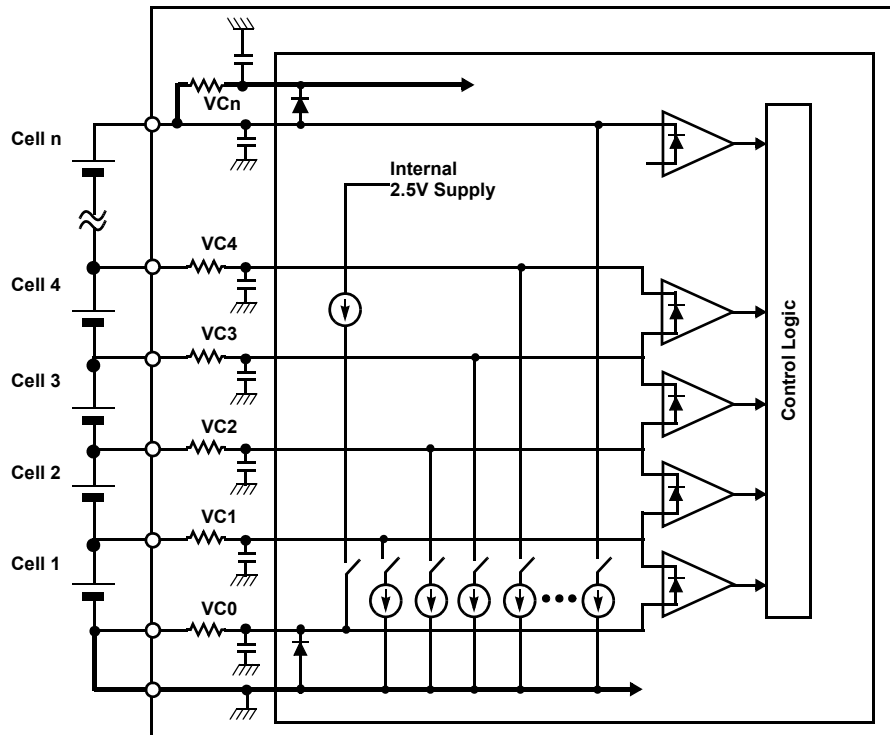 VCn
Cell n
Internal
2.5V Supply
VC4
Cell 4
VC3
Cell 3
VC2
Cell 2
VC1
Cell 1
VC0
Control Logic